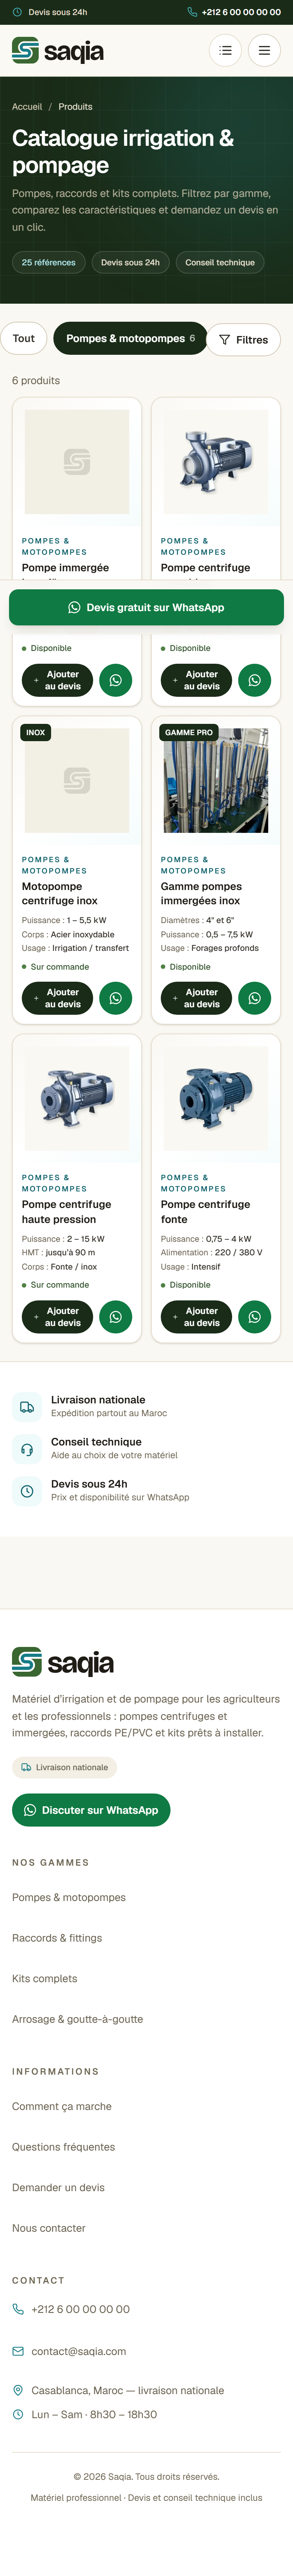 Devis sous 24h
+212 6 00 00 00 00
saqia
Accueil / Produits
Catalogue irrigation &
pompage
Pompes, raccords et kits complets. Filtrez par gamme,
comparez les caractéristiques et demandez un devis en
un clic.
25 références
Devis sous 24h
Conseil technique
Tout
Pompes & motopompes 6
Filtres
6 produits
POMPES &
MOTOPOMPES
Pompe immergée
POMPES &
MOTOPOMPES
Pompe centrifuge
Devis gratuit sur WhatsApp
Disponible
+ Ajouter
au devis
Disponible
+ Ajouter
au devis
INOX
POMPES &
MOTOPOMPES
Motopompe
centrifuge inox
Puissance : 1 – 5,5 kW
Corps : Acier inoxydable
Usage : Irrigation / transfert
Sur commande
+ Ajouter
au devis
GAMME PRO
POMPES &
MOTOPOMPES
Gamme pompes
immergées inox
Diamètres : 4" et 6"
Puissance : 0,5 – 7,5 kW
Usage : Forages profonds
Disponible
+ Ajouter
au devis
POMPES &
MOTOPOMPES
Pompe centrifuge
haute pression
Puissance : 2 – 15 kW
HMT : jusqu'à 90 m
Corps : Fonte / inox
Sur commande
+ Ajouter
au devis
POMPES &
MOTOPOMPES
Pompe centrifuge
fonte
Puissance : 0,75 – 4 kW
Alimentation : 220 / 380 V
Usage : Intensif
Disponible
+ Ajouter
au devis
Livraison nationale
Expédition partout au Maroc
Conseil technique
Aide au choix de votre matériel
Devis sous 24h
Prix et disponibilité sur WhatsApp
saqia
Matériel d'irrigation et de pompage pour les agriculteurs
et les professionnels : pompes centrifuges et
immergées, raccords PE/PVC et kits prêts à installer.
Livraison nationale
Discuter sur WhatsApp
NOS GAMMES
Pompes & motopompes
Raccords & fittings
Kits complets
Arrosage & goutte-à-goutte
INFORMATIONS
Comment ça marche
Questions fréquentes
Demander un devis
Nous contacter
CONTACT
+212 6 00 00 00 00
contact@saqia.com
Casablanca, Maroc — livraison nationale
Lun – Sam · 8h30 – 18h30
© 2026 Saqia. Tous droits réservés.
Matériel professionnel · Devis et conseil technique inclus